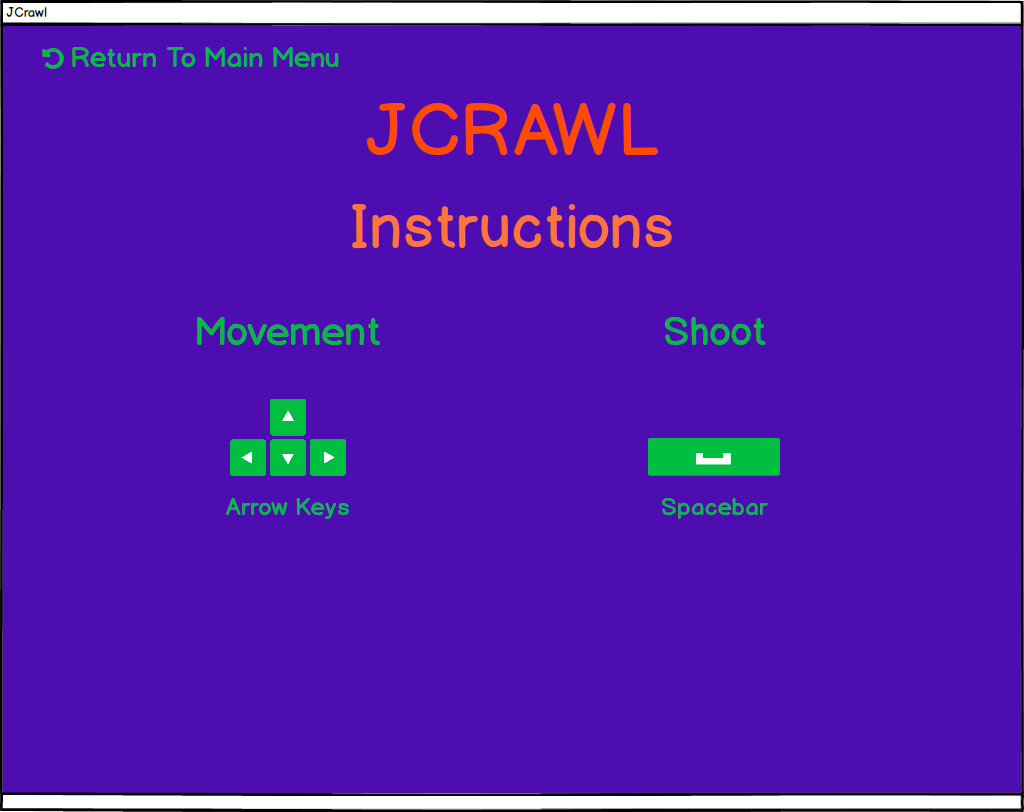 JCrawl
Return To Main Menu
JCRAWL
Instructions
Movement
Shoot
Arrow Keys
Spacebar